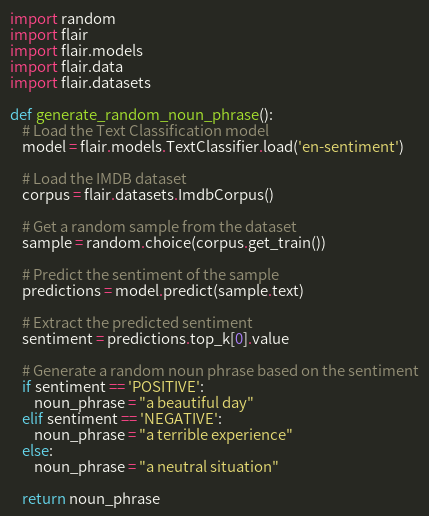 import random
import flair
import flair.models
import flair.data
import flair.datasets

def generate_random_noun_phrase():
    # Load the Text Classification model
    model = flair.models.TextClassifier.load('en-sentiment')

    # Load the IMDB dataset
    corpus = flair.datasets.ImdbCorpus()

    # Get a random sample from the dataset
    sample = random.choice(corpus.get_train())

    # Predict the sentiment of the sample
    predictions = model.predict(sample.text)

    # Extract the predicted sentiment
    sentiment = predictions.top_k[0].value

    # Generate a random noun phrase based on the sentiment
    if sentiment == 'POSITIVE':
        noun_phrase = "a beautiful day"
    elif sentiment == 'NEGATIVE':
        noun_phrase = "a terrible experience"
    else:
        noun_phrase = "a neutral situation"

    return noun_phrase